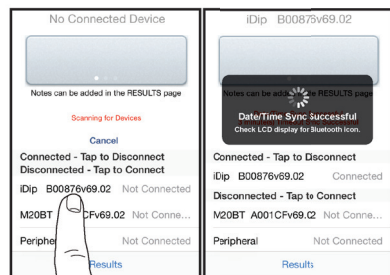 No Connected Device
Notes can be added in the RESULTS page
Scanning for Devices
Cancel
Connected - Tap to Disconnect
Disconnected - Tap to Connect
iDip B00876v69.02 Not Connected
M20BT CFv69.02 Not Conne...
Periphe Not Connected
Results
iDip B00876v69.02
Notes can be added in the RESULTS page
Date/Time Sync Successful
Check LCD display for Bluetooth icon.
Connected - Tap to Disconnect
iDip B00876v69.02 Connected
Disconnected - Tap to Connect
M20BT A001CFv69.02 Not Conne...
Peripheral Not Connected
Results